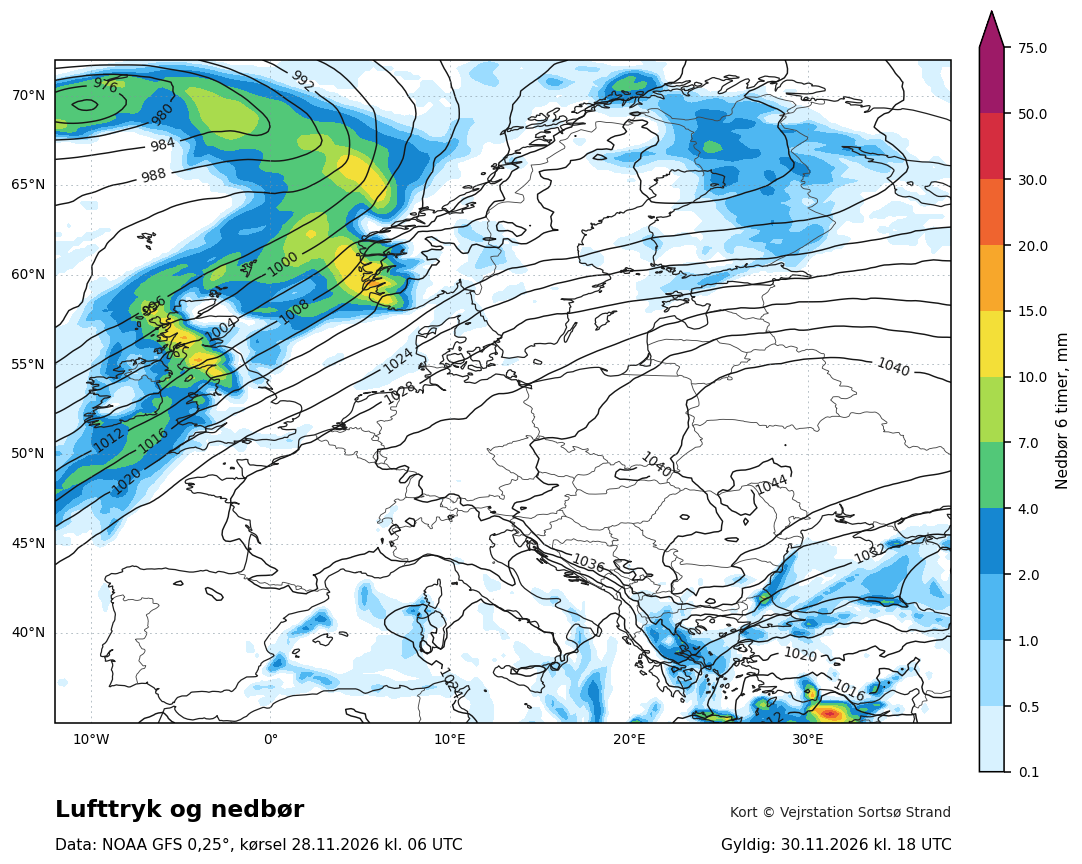 75.0
50.0
30.0
20.0
15.0
10.0
7.0
4.0
2.0
1.0
0.5
0.1
Nedbør 6 timer, mm
70°N
65°N
60°N
55°N
50°N
45°N
40°N
10°W
0°
10°E
20°E
30°E
976
980
984
988
992
996
1000
1004
1008
1012
1016
1020
1024
1028
1040
1040
1044
1036
1032
1020
1016
1024
12
Lufttryk og nedbør
Kort © Vejrstation Sortsø Strand
Data: NOAA GFS 0,25°, kørsel 28.11.2026 kl. 06 UTC
Gyldig: 30.11.2026 kl. 18 UTC